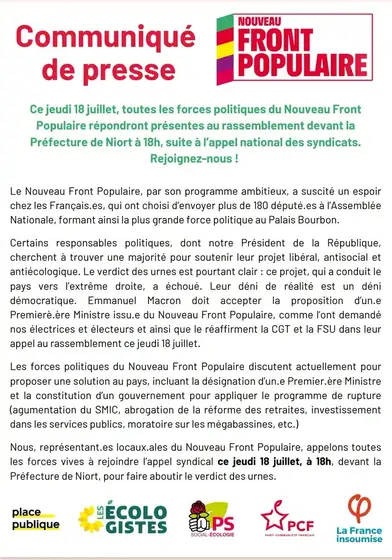 Communiqué
de presse
NOUVEAU
FRONT
POPULAIRE
Ce jeudi 18 juillet, toutes les forces politiques du Nouveau Front
Populaire répondront présentes au rassemblement devant la
Préfecture de Niort à 18h, suite à l'appel national des syndicats.
Rejoignez-nous !
Le Nouveau Front Populaire, par son programme ambitieux, a suscité un espoir
chez les Français.es, qui ont choisi d'envoyer plus de 180 député.es à l'Assemblée
Nationale, formant ainsi la plus grande force politique au Palais Bourbon.
Certains responsables politiques, dont notre Président de la République,
cherchent à trouver une majorité pour soutenir leur projet libéral, antisocial et
antiécologique. Le verdict des urnes est pourtant clair : ce projet, qui a conduit le
pays vers l'extrême droite, a échoué. Leur déni de réalité est un déni
démocratique. Emmanuel Macron doit accepter la proposition d'un.e
Premierè.ère Ministre issu.e du Nouveau Front Populaire, comme l'ont demandé
nos électrices et électeurs et ainsi que le réaffirment la CGT et la FSU dans leur
appel au rassemblement ce jeudi 18 juillet.
Les forces politiques du Nouveau Front Populaire discutent actuellement pour
proposer une solution au pays, incluant la désignation d'un.e Premier.ère Ministre
et la constitution d'un gouvernement pour appliquer le programme de rupture
(agumentation du SMIC, abrogation de la réforme des retraites, investissement
dans les services publics, moratoire sur les mégabassines, etc.)
Nous, représentant.es locaux.ales du Nouveau Front Populaire, appelons toutes
les forces vives à rejoindre l'appel syndical ce jeudi 18 juillet, à 18h, devant la
Préfecture de Niort, pour faire aboutir le verdict des urnes.
place
publique
LES ÉCOLO
GISTES
PS
SOCIAL-ÉCOLOGIE
PCF
PARTI COMMUNISTE FRANÇAIS
La France
insoumise